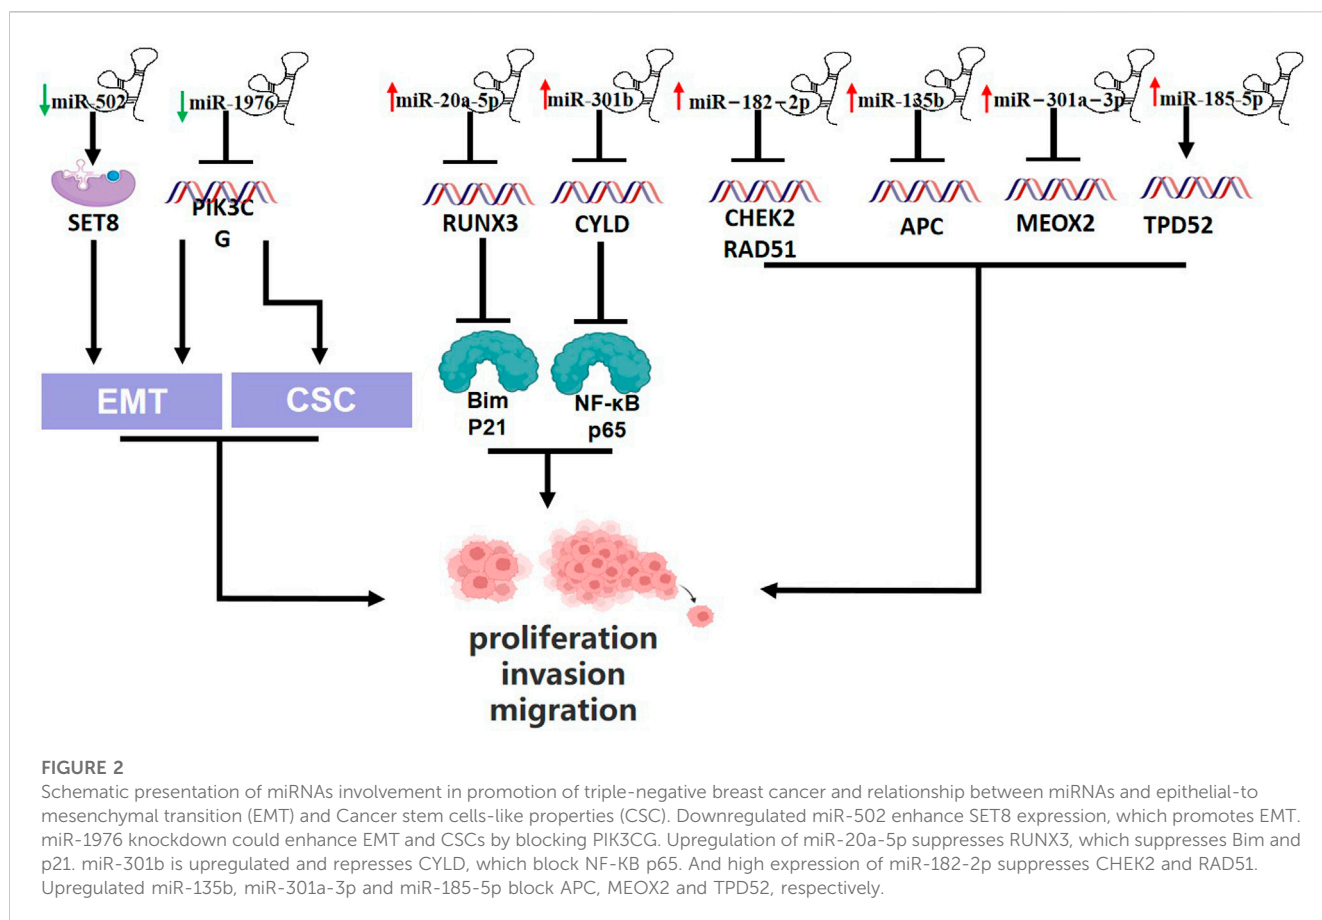 miR-502 miR-1976 miR-20a-5p miR-301b miR-182-2p miR-135b miR-301a-3p miR-185-5p
SET8 PIK3C RUNX3 CYLD CHEK2 APC MEOX2 TPD52
G RAD51
EMT CSC
Bim NF-κB
P21 p65
proliferation
invasion
migration
FIGURE 2
Schematic presentation of miRNAs involvement in promotion of triple-negative breast cancer and relationship between miRNAs and epithelial-to
mesenchymal transition (EMT) and Cancer stem cells-like properties (CSC). Downregulated miR-502 enhance SET8 expression, which promotes EMT.
miR-1976 knockdown could enhance EMT and CSCs by blocking PIK3CG. Upregulation of miR-20a-5p suppresses RUNX3, which suppresses Bim and
p21. miR-301b is upregulated and represses CYLD, which block NF-KB p65. And high expression of miR-182-2p suppresses CHEK2 and RAD51.
Upregulated miR-135b, miR-301a-3p and miR-185-5p block APC, MEOX2 and TPD52, respectively.